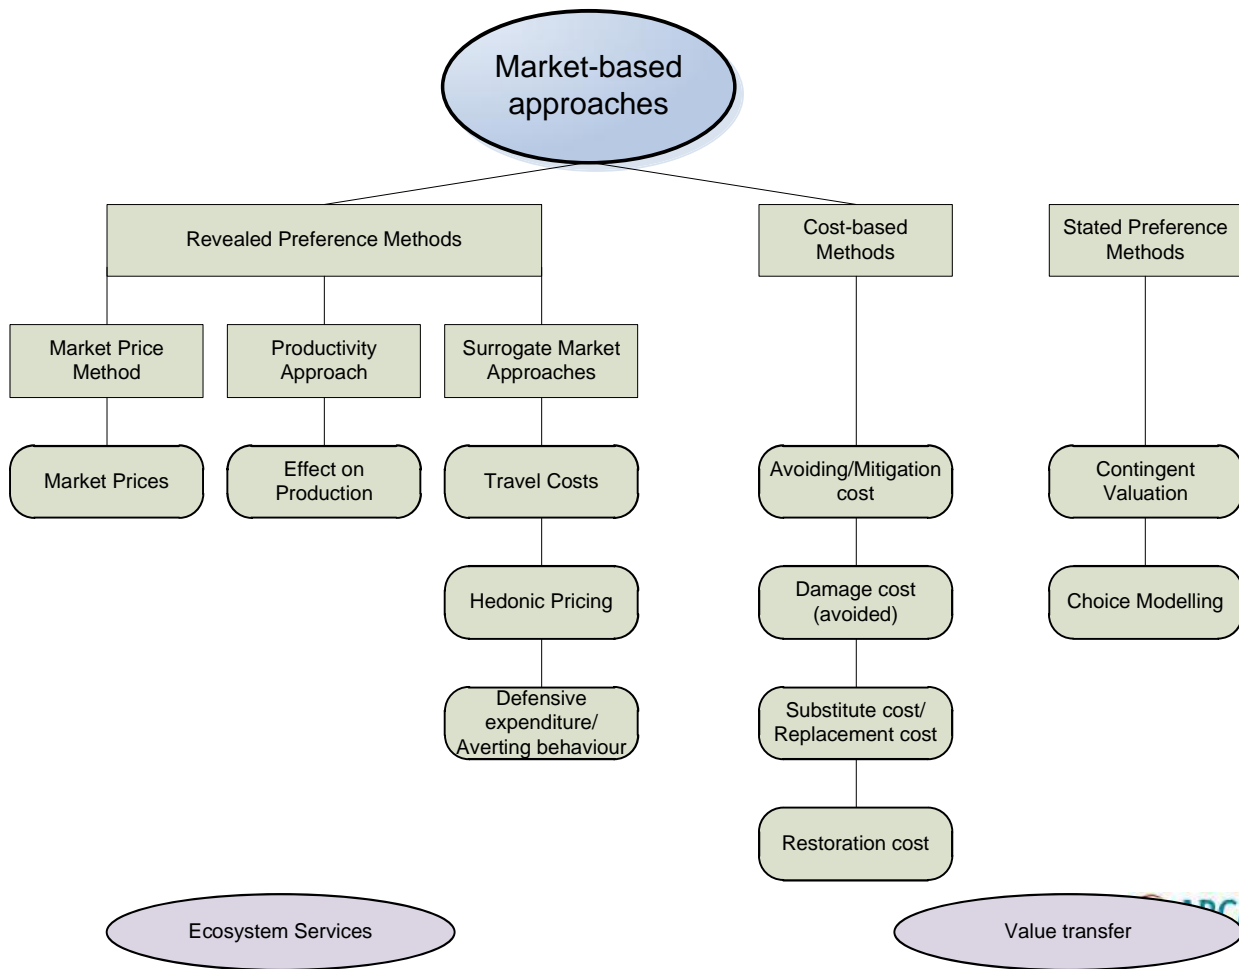 Market-based
approaches
Revealed Preference Methods
Cost-based
Methods
Stated Preference
Methods
Market Price
Method
Productivity
Approach
Surrogate Market
Approaches
Market Prices
Effect on
Production
Travel Costs
Avoiding/Mitigation
cost
Contingent
Valuation
Hedonic Pricing
Damage cost
(avoided)
Choice Modelling
Defensive
expenditure/
Averting behaviour
Substitute cost/
Replacement cost
Restoration cost
Ecosystem Services
Value transfer